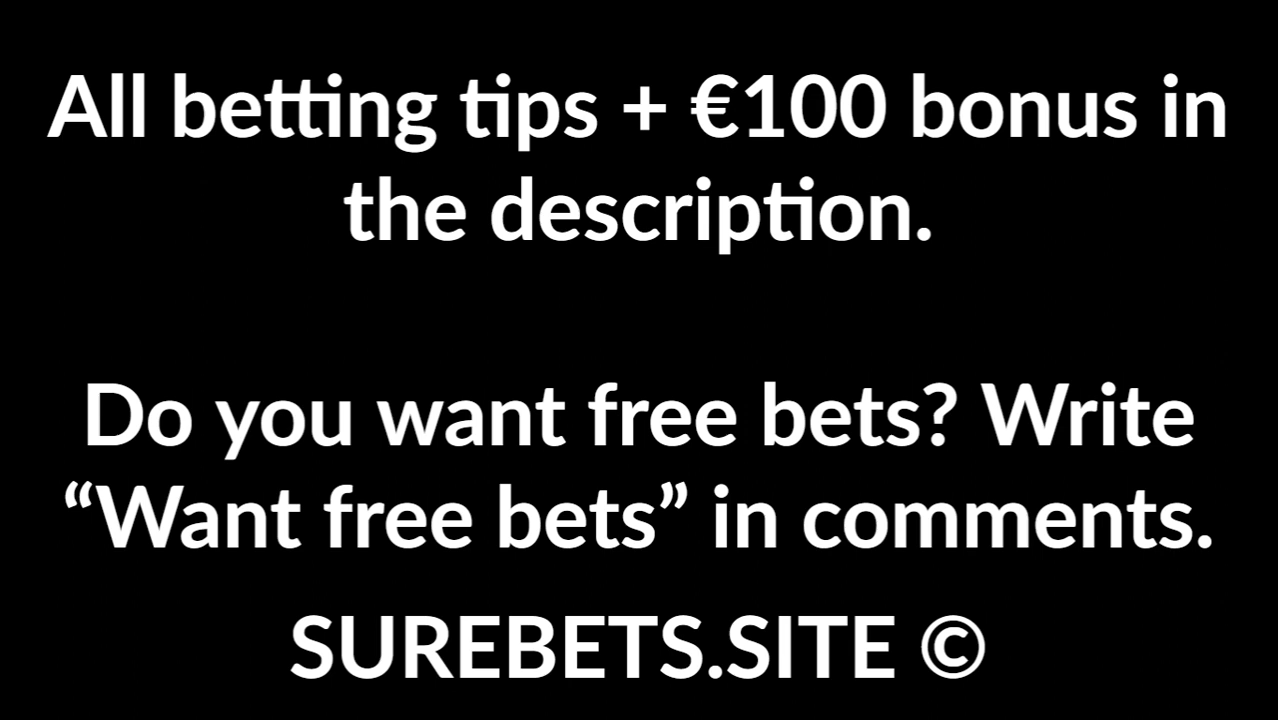 All betting tips + €100 bonus in
the description.
Do you want free bets? Write
“Want free bets” in comments.
SUREBETS.SITE ©